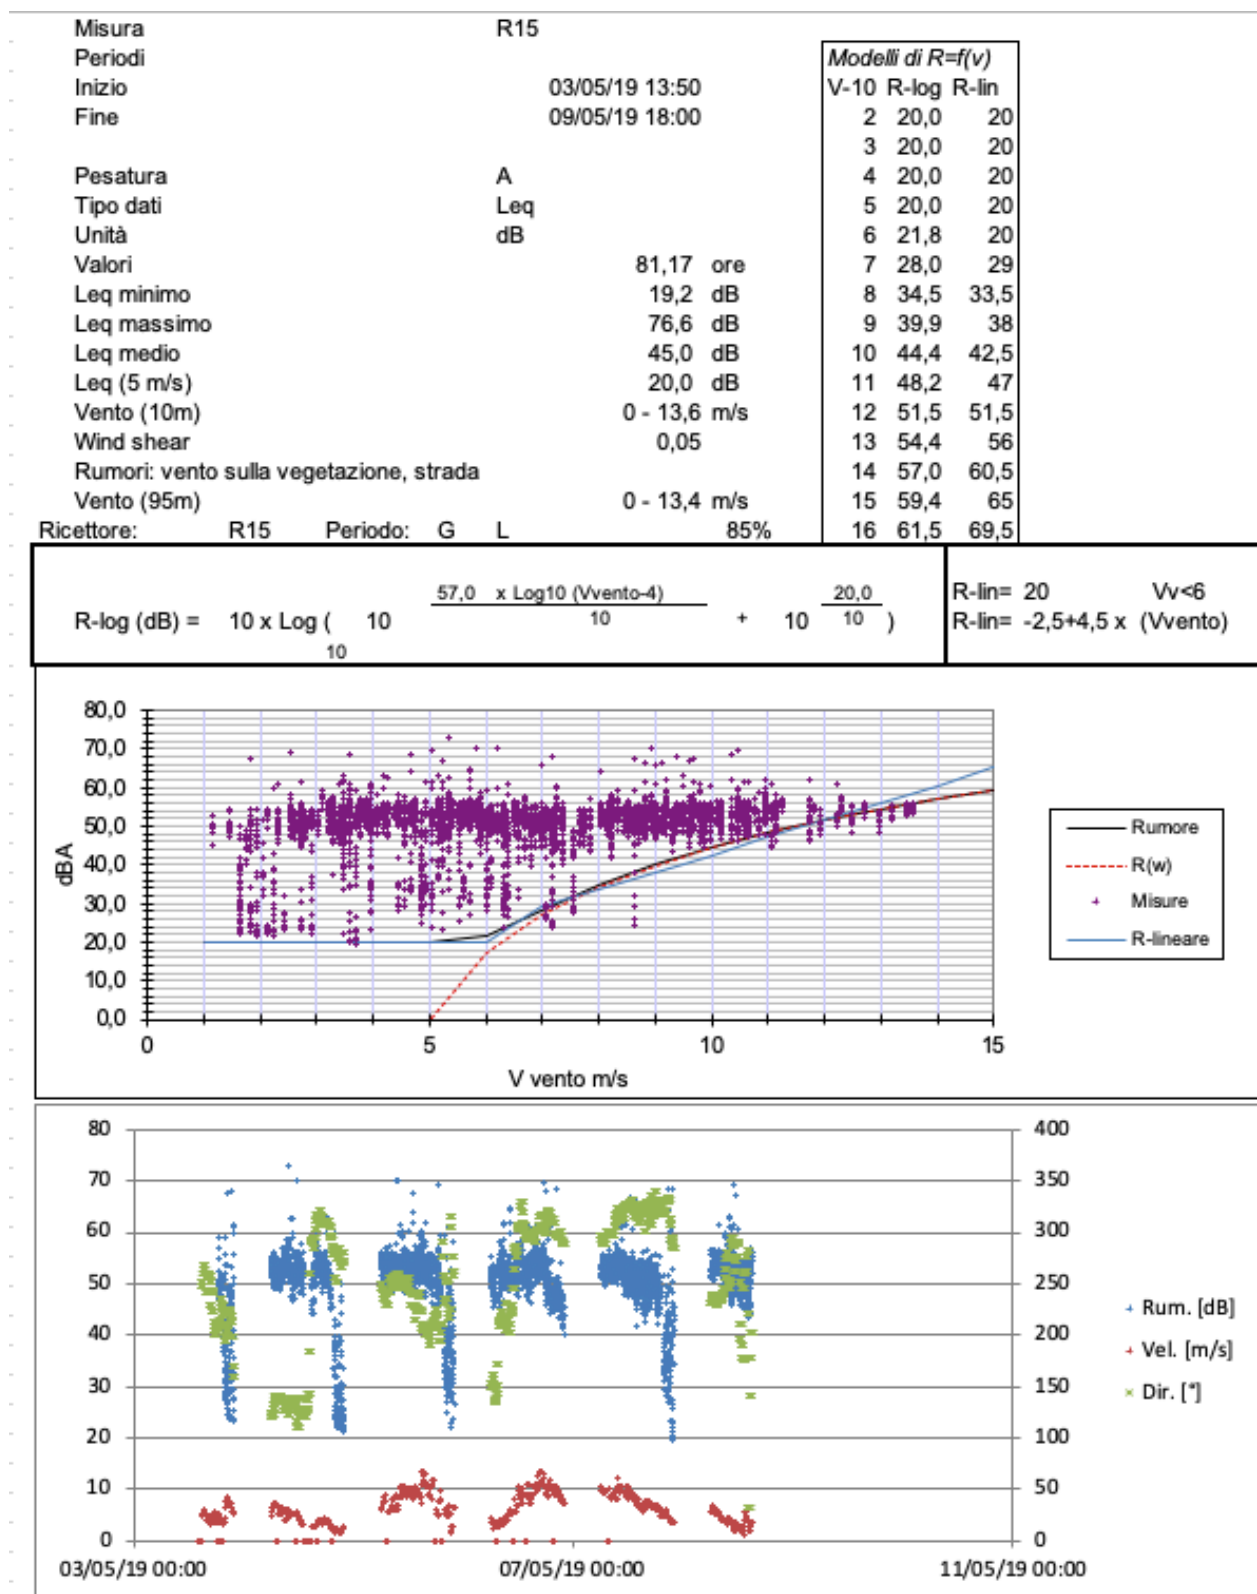 Misura R15
Periodi Modelli di R=f(v)
Inizio 03/05/19 13:50 V-10 R-log R-lin
Fine 09/05/19 18:00 2 20,0 20
3 20,0 20
Pesatura A 4 20,0 20
Tipo dati Leq 5 20,0 20
Unità dB 6 21,8 20
Valori 81,17 ore 7 28,0 29
Leq minimo 19,2 dB 8 34,5 33,5
Leq massimo 76,6 dB 9 39,9 38
Leq medio 45,0 dB 10 44,4 42,5
Leq (5 m/s) 20,0 dB 11 48,2 47
Vento (10m) 0 - 13,6 m/s 12 51,5 51,5
Wind shear 0,05 13 54,4 56
Rumori: vento sulla vegetazione, strada 14 57,0 60,5
Vento (95m) 0 - 13,4 m/s 15 59,4 65
Ricettore: R15 Periodo: G L 85% 16 61,5 69,5
57,0 x Log10 (Vvento-4) 20,0 R-lin= 20 Vv<6
R-log (dB) = 10 x Log ( 10 10 + 10 10 ) R-lin= -2,5+4,5 x (Vvento)
10
80,0
70,0
60,0
50,0
40,0
30,0
20,0
10,0
0,0
dBA
0 5 10 15
V vento m/s
Rumore
R(w)
Misure
R-lineare
80 400
70 350
60 300
50 250
40 200
30 150
20 100
10 50
0 0
03/05/19 00:00 07/05/19 00:00 11/05/19 00:00
Rum. [dB]
Vel. [m/s]
Dir. [°]